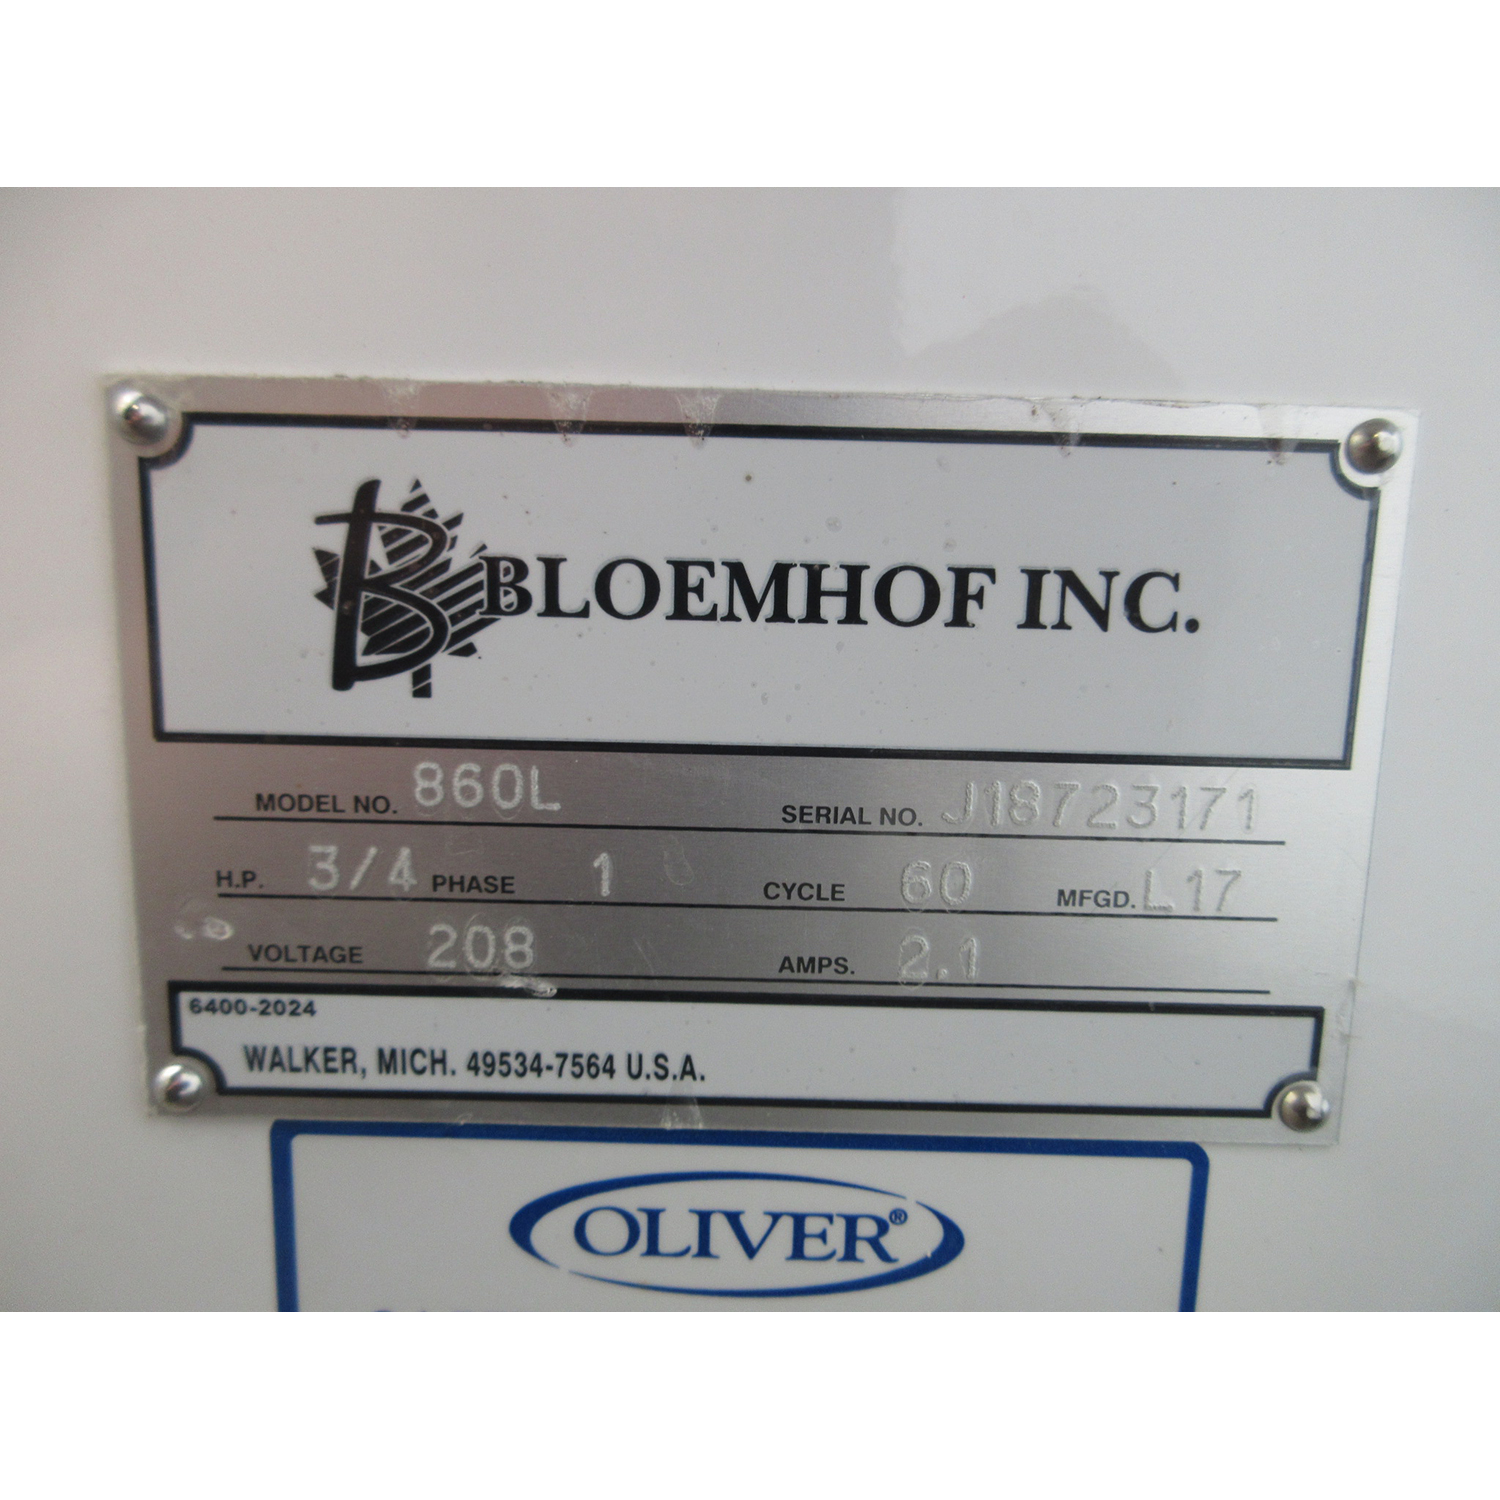 B BLOEMHOF INC.
MODEL NO. 860L SERIAL NO. J18723171
H.P. 3/4 PHASE 1 CYCLE 60 MFGD. L17
VOLTAGE 208 AMPS. 2.1
6400-2024
WALKER, MICH. 49534-7564 U.S.A.
OLIVER®